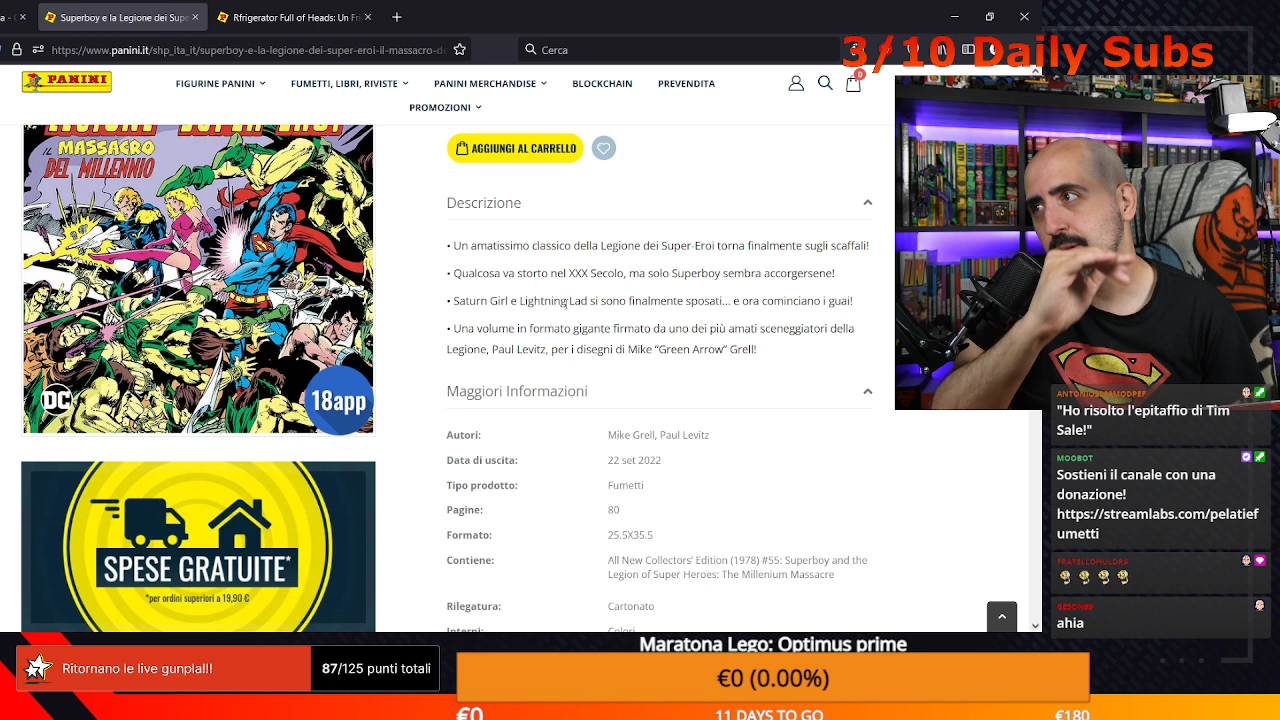 Superboy e la Legione dei Sup
Rfrigerator Full of Heads: Un Fri
https://www.panini.it/shp_ita_it/superboy-e-la-legione-dei-super-eroi-il-massacro-de
Cerca
3/10 Daily Subs
PANINI
FIGURINE PANINI
FUMETTI, LIBRI, RIVISTE
PANINI MERCHANDISE
BLOCKCHAIN
PREVENDITA
0
PROMOZIONI
LEGIONE SUPER-EROI
IL MASSACRO
DEL MILLENNIO
DC
18app
AGGIUNGI AL CARRELLO
Descrizione
• Un amatissimo classico della Legione dei Super-Eroi torna finalmente sugli scaffali!
• Qualcosa va storto nel XXX Secolo, ma solo Superboy sembra accorgersene!
• Saturn Girl e Lightning Lad si sono finalmente sposati... e ora cominciano i guai!
• Una volume in formato gigante firmato da uno dei più amati sceneggiatori della
Legione, Paul Levitz, per i disegni di Mike “Green Arrow” Grell!
Maggiori Informazioni
Autori: Mike Grell, Paul Levitz
Data di uscita: 22 set 2022
Tipo prodotto: Fumetti
Pagine: 80
Formato: 25.5X35.5
Contiene: All New Collectors' Edition (1978) #55: Superboy and the
Legion of Super Heroes: The Millenium Massacre
Rilegatura: Cartonato
Interni: Colori
SPESE GRATUITE*
*per ordini superiori a 19,90 €
"Ho risolto l'epitaffio di Tim
Sale!"
MOOBOT
Sostieni il canale con una
donazione!
https://streamlabs.com/pelatief
umetti
FRATELLOHULDRA
ahia
Ritornano le live gunpla!!!
87/125 punti totali
Maratona Lego: Optimus prime
€0 (0.00%)
€0
11 DAYS TO GO
€180